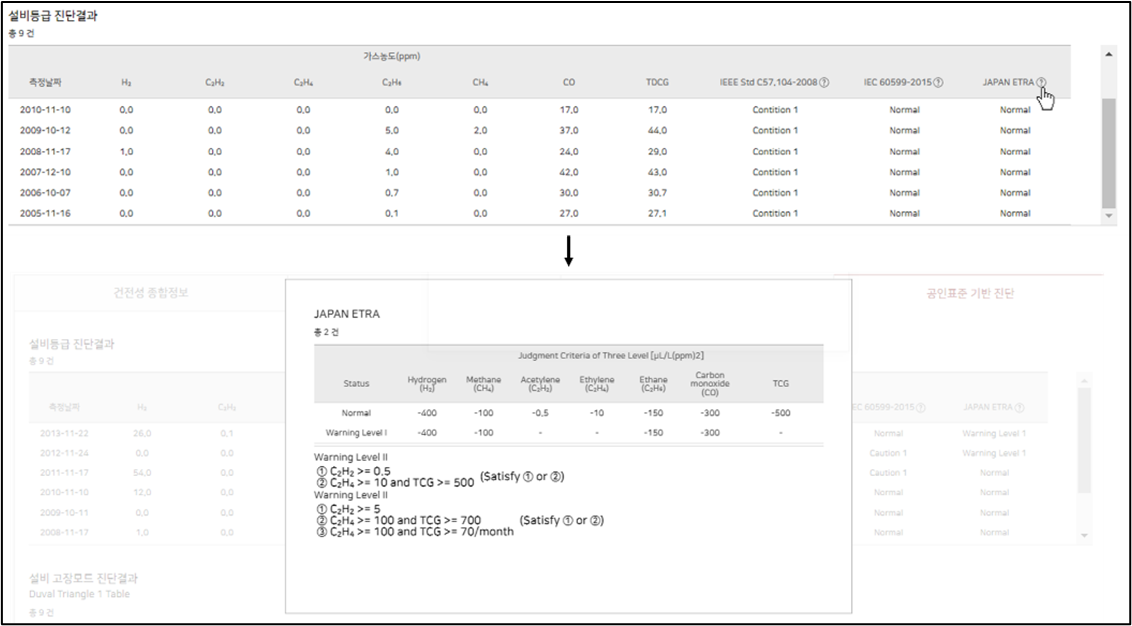 설비등급 진단결과
총 9 건
가스농도(ppm)
측정날짜 H₂ C₂H₂ C₂H₄ C₂H₆ CH₄ CO TDCG IEEE Std C57.104-2008? IEC 60599-2015? JAPAN ETRA?
2010-11-10 0.0 0.0 0.0 0.0 0.0 17.0 17.0 Contition 1 Normal Normal
2009-10-12 0.0 0.0 0.0 5.0 2.0 37.0 44.0 Contition 1 Normal Normal
2008-11-17 1.0 0.0 0.0 4.0 0.0 24.0 29.0 Contition 1 Normal Normal
2007-12-10 0.0 0.0 0.0 1.0 0.0 42.0 43.0 Contition 1 Normal Normal
2006-10-07 0.0 0.0 0.0 0.7 0.0 30.0 30.7 Contition 1 Normal Normal
2005-11-16 0.0 0.0 0.0 0.1 0.0 27.0 27.1 Contition 1 Normal Normal
건전성 종합정보
공인표준 기반 진단
설비등급 진단결과
총 9 건
측정날짜 H₂ C₂H₂
2013-11-22 26.0 0.1
2012-11-24 0.0 0.0
2011-11-17 54.0 0.0
2010-11-10 12.0 0.0
2009-10-11 0.0 0.0
2008-11-17 1.0 0.0
설비 고장모드 진단결과
Duval Triangle 1 Table
총 9 건
JAPAN ETRA
총 2 건
Judgment Criteria of Three Level [μL/L(ppm)2]
Status Hydrogen (H₂) Methane (CH₄) Acetylene (C₂H₂) Ethylene (C₂H₄) Ethane (C₂H₆) Carbon monoxide (CO) TCG
Normal -400 -100 -0.5 -10 -150 -300 -500
Warning Level I -400 -100 - - -150 -300 -
Warning Level II
① C₂H₂ >= 0.5
② C₂H₄ >= 10 and TCG >= 500 (Satisfy ① or ②)
Warning Level II
① C₂H₂ >= 5
② C₂H₄ >= 100 and TCG >= 700 (Satisfy ① or ②)
③ C₂H₄ >= 100 and TCG >= 70/month
EC 60599-2015? JAPAN ETRA?
Normal Warning Level 1
Caution 1 Warning Level 1
Caution 1 Normal
Normal Normal
Normal Normal
Normal Normal